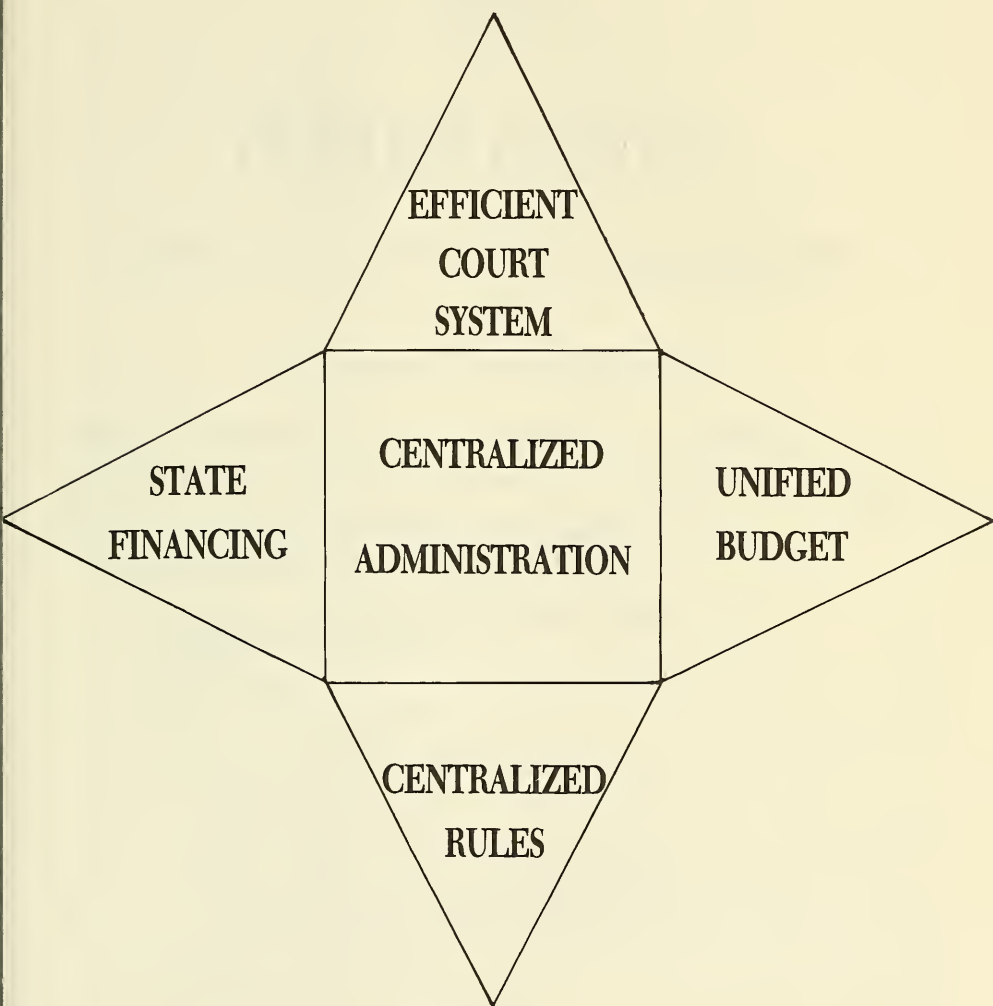 EFFICIENT
COURT
SYSTEM
STATE
FINANCING
CENTRALIZED
ADMINISTRATION
UNIFIED
BUDGET
CENTRALIZED
RULES